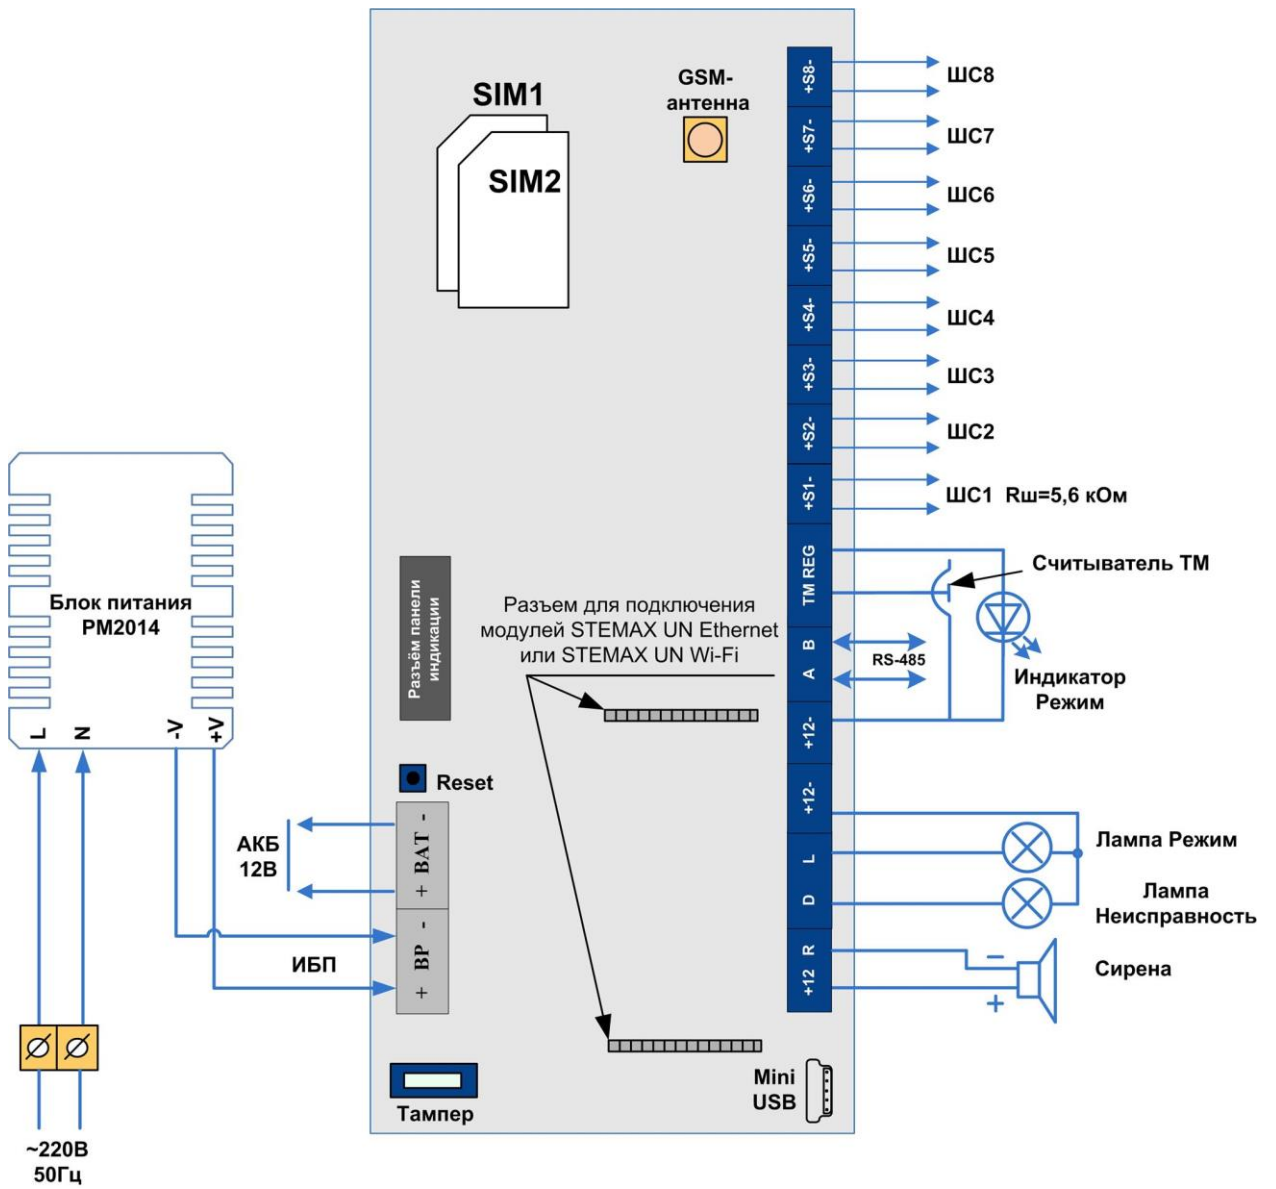 SIM1
SIM2
GSM-
антенна
+S8-
ШС8
+S7-
ШС7
+S6-
ШС6
+S5-
ШС5
+S4-
ШС4
+S3-
ШС3
+S2-
ШС2
+S1-
ШС1 Rш=5,6 кОм
TM REG
Считыватель ТМ
B
A
RS-485
Индикатор
Режим
+12-
+12-
L
Лампа Режим
D
Лампа
Неисправность
R
+12
−
+
Сирена
Разъем для подключения
модулей STEMAX UN Ethernet
или STEMAX UN Wi-Fi
Разъём панели
индикации
Reset
+ BAT -
+ BP -
АКБ
12В
ИБП
Блок питания
PM2014
L
N
-V
+V
~220В
50Гц
Тампер
Mini
USB